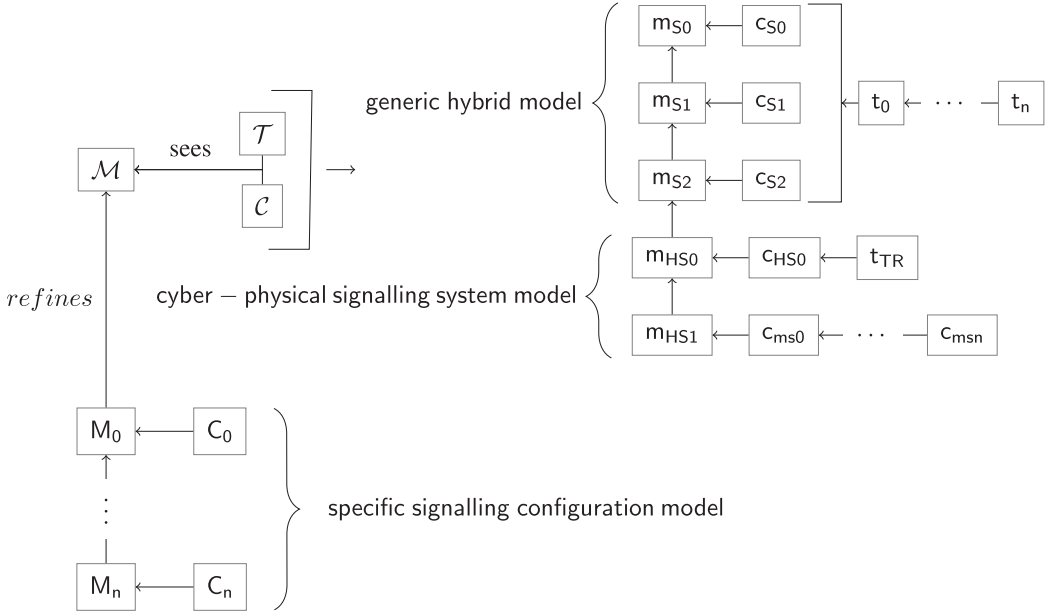 m_S0 c_S0
generic hybrid model m_S1 c_S1 t_0 ··· t_n
𝒯
sees
ℳ
m_S2 c_S2
𝒞
m_HS0 c_HS0 t_TR
refines cyber – physical signalling system model
m_HS1 c_ms0 ··· c_msn
M_0 C_0
⋮
specific signalling configuration model
M_n C_n